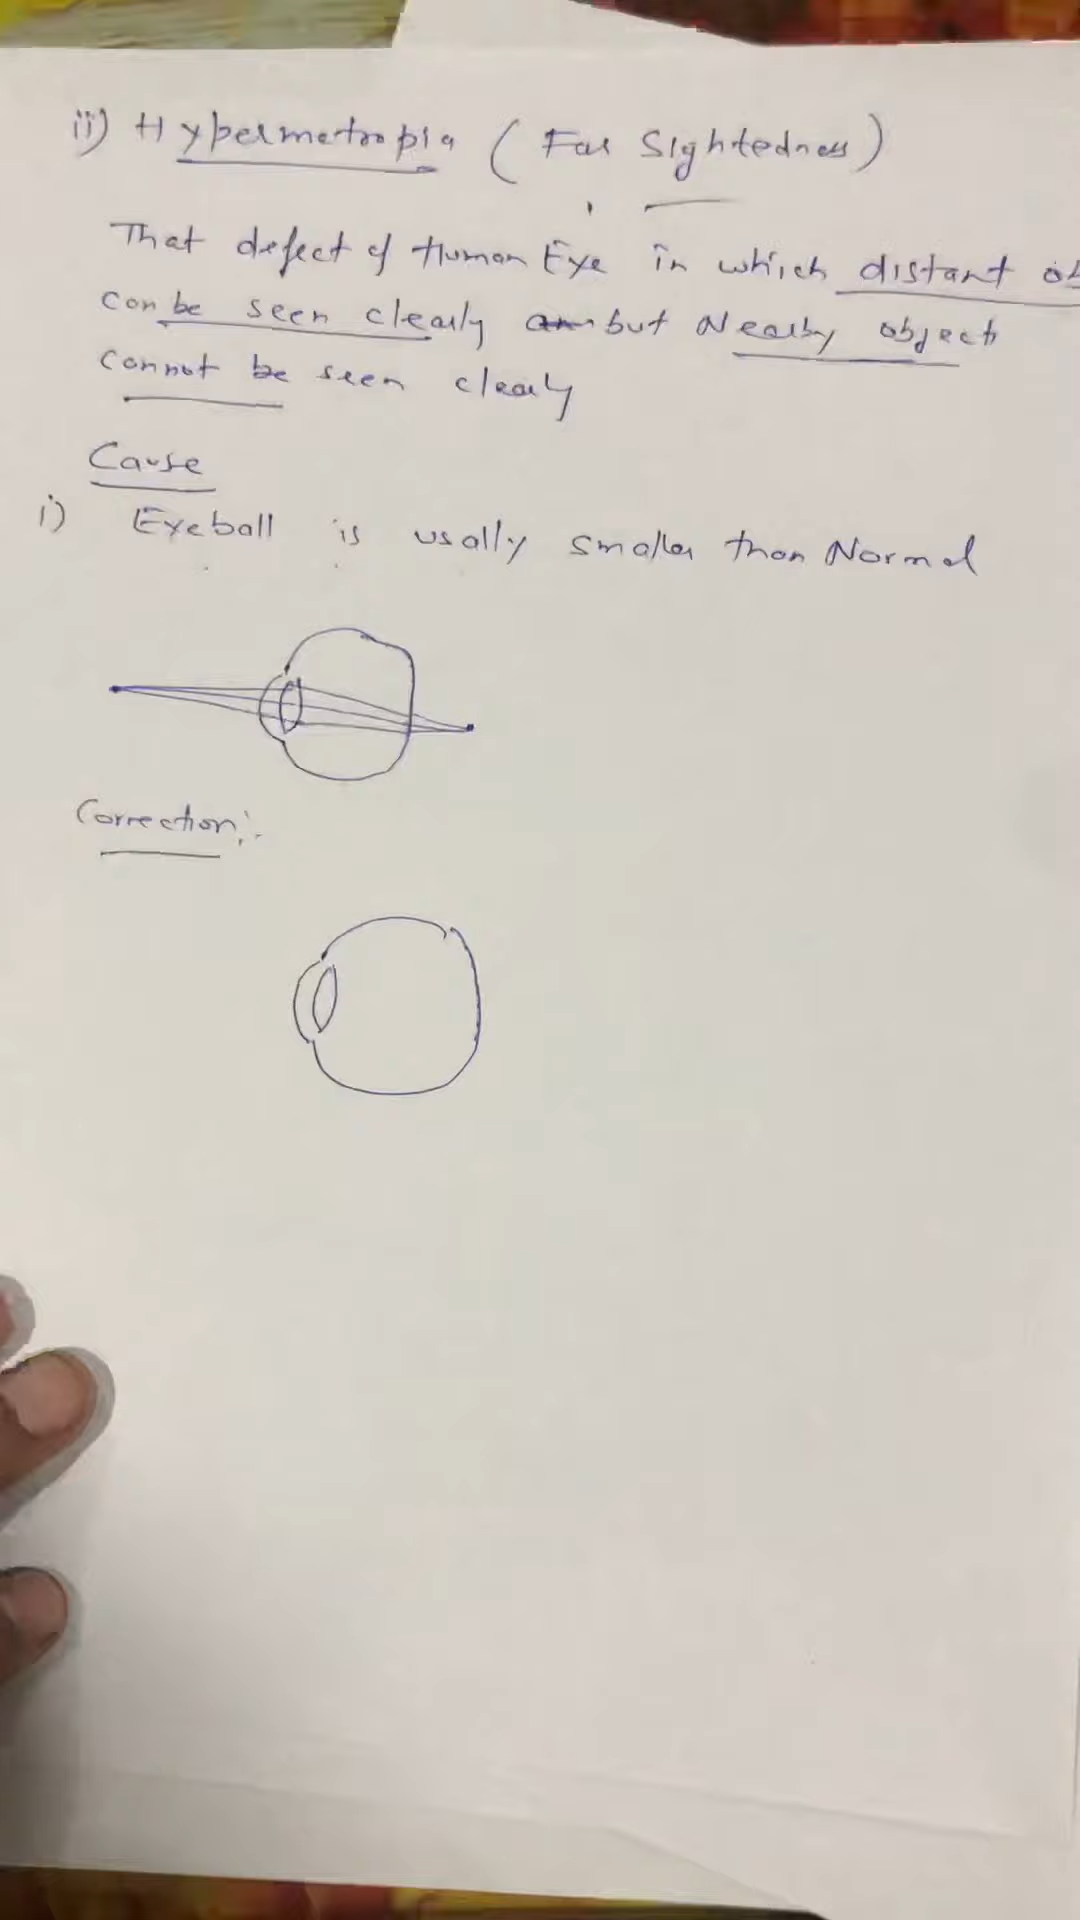 ii) Hypermetropia (Far Sightedness)
That defect of Human Eye in which distant ob
can be seen clearly but Nearby object
cannot be seen clearly
Cause
i) Eyeball is usally smaller than Normal
Correction:-